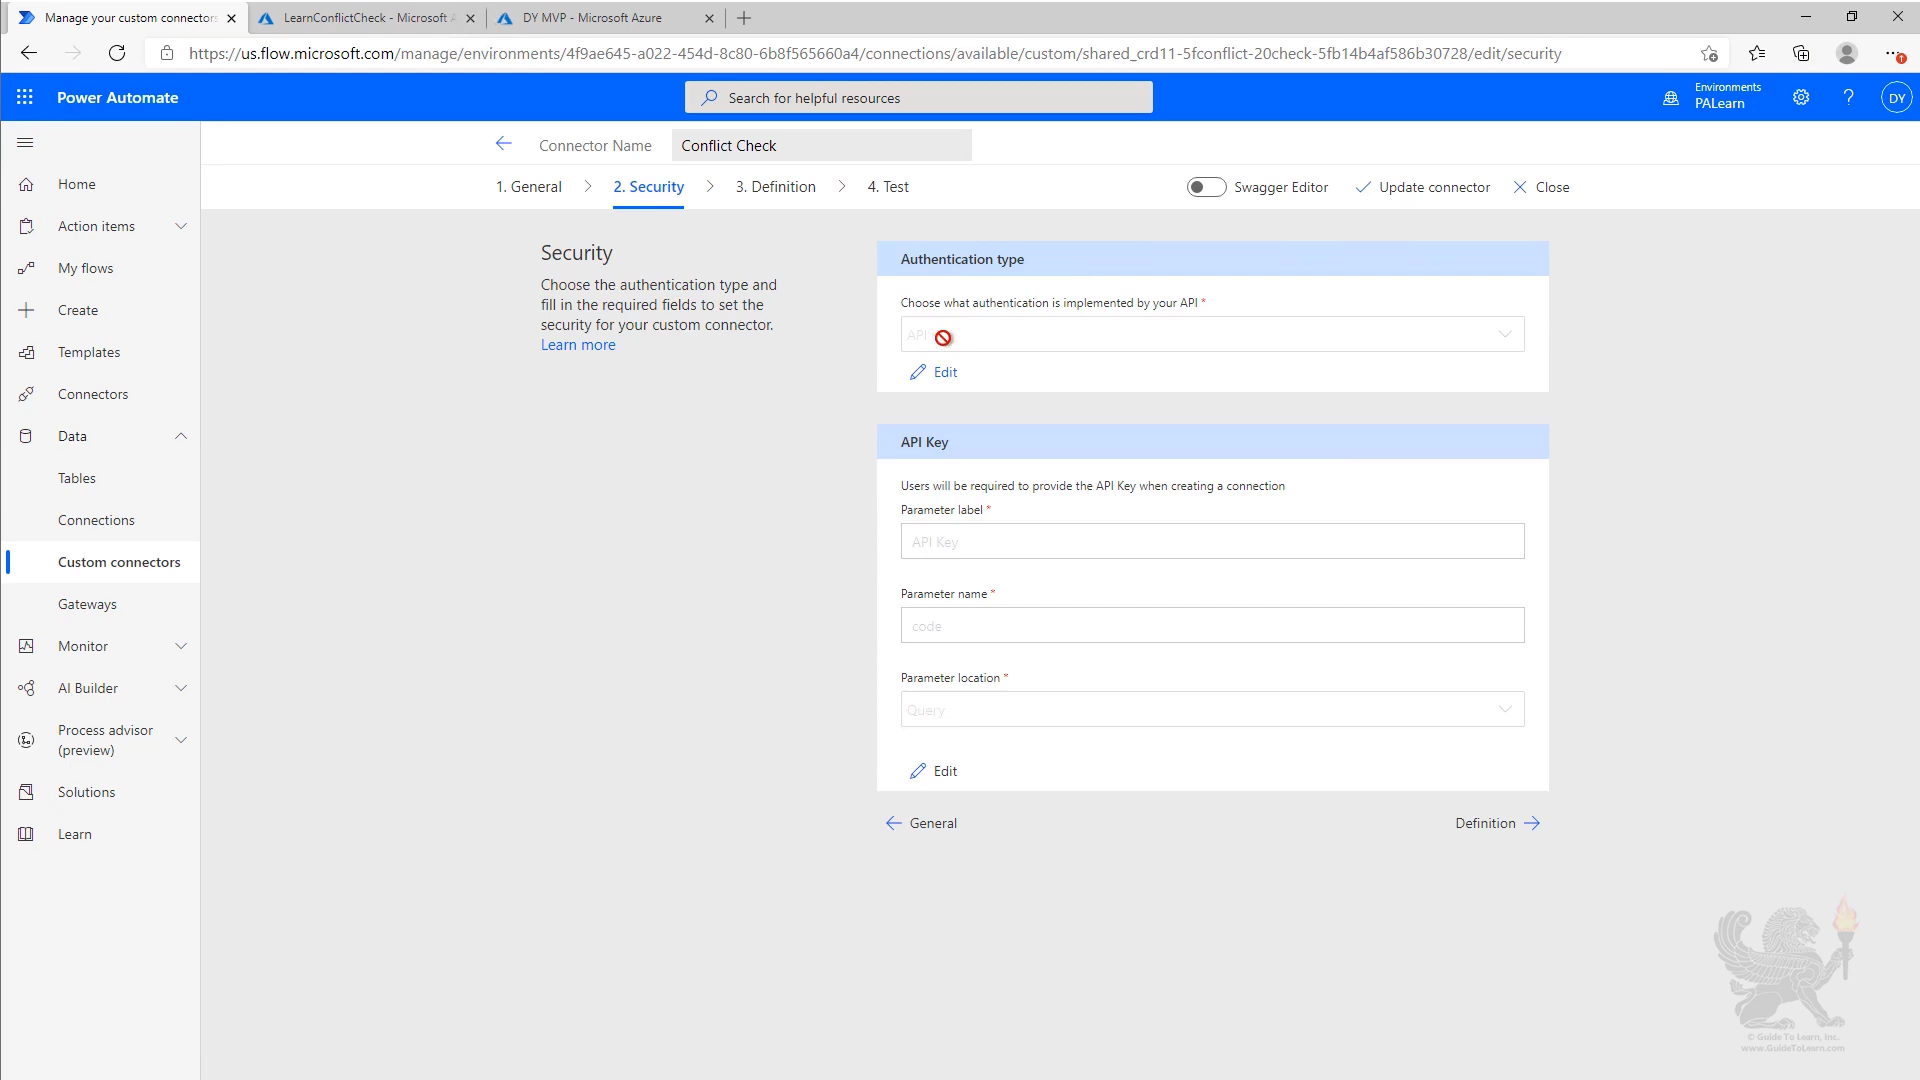 Manage your custom connectors
LearnConflictCheck - Microsoft A
DY MVP - Microsoft Azure
https://us.flow.microsoft.com/manage/environments/4f9ae645-a022-454d-8c80-6b8f565660a4/connections/available/custom/shared_crd11-5fconflict-20check-5fb14b4af586b30728/edit/security
Power Automate
Search for helpful resources
Environments
PALearn
?
DY
Connector Name
Conflict Check
1. General
2. Security
3. Definition
4. Test
Swagger Editor
Update connector
Close
Home
Action items
My flows
Create
Templates
Connectors
Data
Tables
Connections
Custom connectors
Gateways
Monitor
AI Builder
Process advisor
(preview)
Solutions
Learn
Security
Choose the authentication type and
fill in the required fields to set the
security for your custom connector.
Learn more
Authentication type
Choose what authentication is implemented by your API *
API
Edit
API Key
Users will be required to provide the API Key when creating a connection
Parameter label *
API Key
Parameter name *
code
Parameter location *
Query
Edit
General
Definition
© Guide To Learn, Inc.
www.GuideToLearn.com